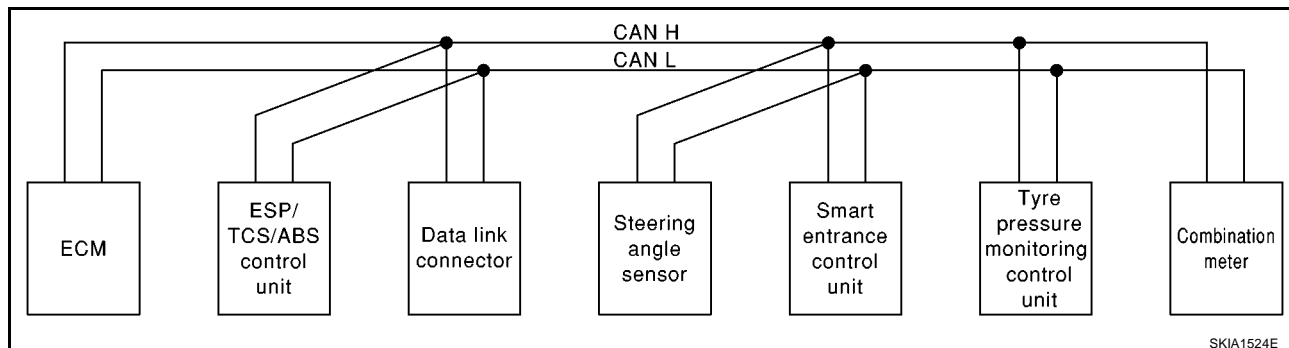 CAN H
CAN L
ECM
ESP/
TCS/ABS
control
unit
Data link
connector
Steering
angle
sensor
Smart
entrance
control
unit
Tyre
pressure
monitoring
control
unit
Combination
meter
SKIA1524E